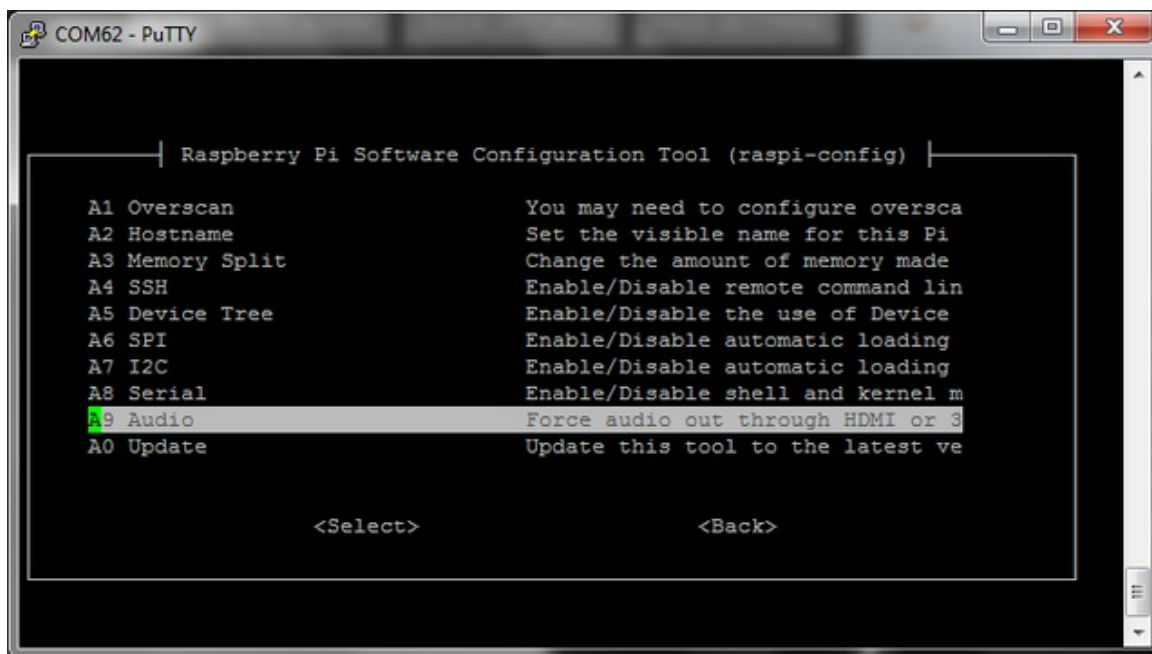 COM62 - PuTTY
Raspberry Pi Software Configuration Tool (raspi-config)
A1 Overscan You may need to configure oversca
A2 Hostname Set the visible name for this Pi
A3 Memory Split Change the amount of memory made
A4 SSH Enable/Disable remote command lin
A5 Device Tree Enable/Disable the use of Device
A6 SPI Enable/Disable automatic loading
A7 I2C Enable/Disable automatic loading
A8 Serial Enable/Disable shell and kernel m
A9 Audio Force audio out through HDMI or 3
A0 Update Update this tool to the latest ve
<Select> <Back>